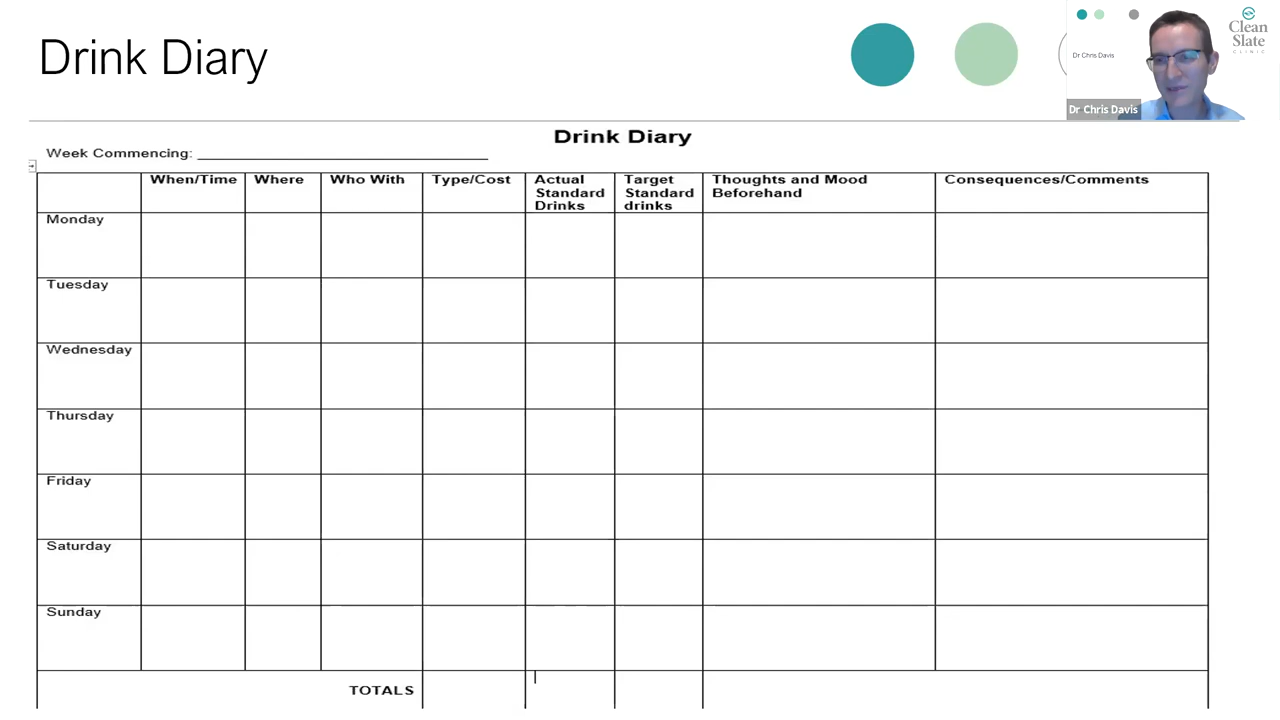 Drink Diary
Dr Chris Davis
Clean
Slate
CLINIC
Dr Chris Davis
Drink Diary
Week Commencing:
When/Time Where Who With Type/Cost Actual Standard Drinks Target Standard drinks Thoughts and Mood Beforehand Consequences/Comments
Monday
Tuesday
Wednesday
Thursday
Friday
Saturday
Sunday
TOTALS